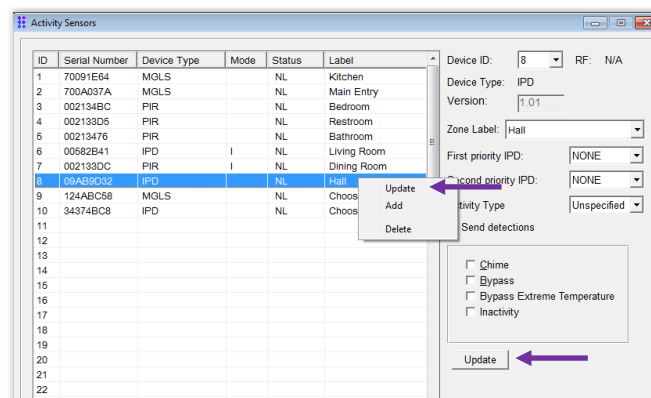 Activity Sensors
ID Serial Number Device Type Mode Status Label
1 70091E64 MGLS NL Kitchen
2 700A037A MGLS NL Main Entry
3 002134BC PIR NL Bedroom
4 002133D5 PIR NL Restroom
5 00213476 PIR NL Bathroom
6 00582B41 IPD I NL Living Room
7 002133DC PIR I NL Dining Room
8 09AB9D32 IPD NL Hall
9 124ABC58 MGLS NL Choos
10 34374BC8 IPD NL Choos
11
12
13
14
15
16
17
18
19
20
21
22
Update
Add
Delete
Device ID: 8 RF: N/A
Device Type: IPD
Version: 1.01
Zone Label: Hall
First priority IPD: NONE
Second priority IPD: NONE
ctivity Type Unspecified
Send detections
Chime
Bypass
Bypass Extreme Temperature
Inactivity
Update